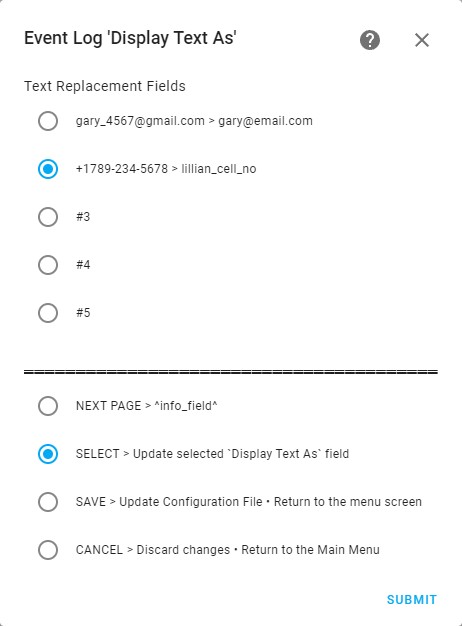 Event Log 'Display Text As'
Text Replacement Fields
gary_4567@gmail.com > gary@email.com
+1789-234-5678 > lillian_cell_no
#3
#4
#5
==========================================
NEXT PAGE > ^info_field^
SELECT > Update selected `Display Text As` field
SAVE > Update Configuration File • Return to the menu screen
CANCEL > Discard changes • Return to the Main Menu
SUBMIT